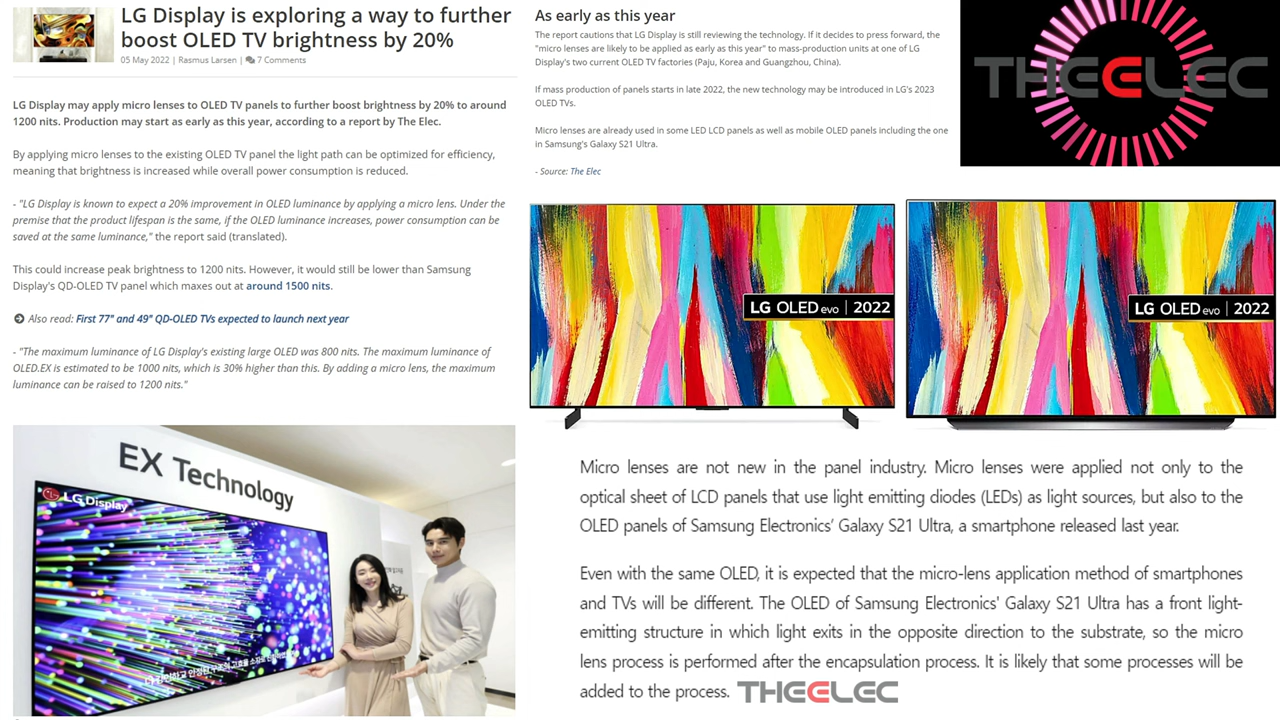 LG Display is exploring a way to further
boost OLED TV brightness by 20%
05 May 2022 | Rasmus Larsen | 7 Comments
LG Display may apply micro lenses to OLED TV panels to further boost brightness by 20% to around
1200 nits. Production may start as early as this year, according to a report by The Elec.
By applying micro lenses to the existing OLED TV panel the light path can be optimized for efficiency,
meaning that brightness is increased while overall power consumption is reduced.
- "LG Display is known to expect a 20% improvement in OLED luminance by applying a micro lens. Under the
premise that the product lifespan is the same, if the OLED luminance increases, power consumption can be
saved at the same luminance," the report said (translated).
This could increase peak brightness to 1200 nits. However, it would still be lower than Samsung
Display's QD-OLED TV panel which maxes out at around 1500 nits.
Also read: First 77" and 49" QD-OLED TVs expected to launch next year
- "The maximum luminance of LG Display's existing large OLED was 800 nits. The maximum luminance of
OLED.EX is estimated to be 1000 nits, which is 30% higher than this. By adding a micro lens, the maximum
luminance can be raised to 1200 nits."
EX Technology
LG Display
As early as this year
The report cautions that LG Display is still reviewing the technology. If it decides to press forward, the
"micro lenses are likely to be applied as early as this year" to mass-production units at one of LG
Display's two current OLED TV factories (Paju, Korea and Guangzhou, China).
If mass production of panels starts in late 2022, the new technology may be introduced in LG's 2023
OLED TVs.
Micro lenses are already used in some LED LCD panels as well as mobile OLED panels including the one
in Samsung's Galaxy S21 Ultra.
- Source: The Elec
THEELEC
LG OLED evo | 2022
LG OLED evo | 2022
Micro lenses are not new in the panel industry. Micro lenses were applied not only to the
optical sheet of LCD panels that use light emitting diodes (LEDs) as light sources, but also to the
OLED panels of Samsung Electronics' Galaxy S21 Ultra, a smartphone released last year.
Even with the same OLED, it is expected that the micro-lens application method of smartphones
and TVs will be different. The OLED of Samsung Electronics' Galaxy S21 Ultra has a front light-
emitting structure in which light exits in the opposite direction to the substrate, so the micro
lens process is performed after the encapsulation process. It is likely that some processes will be
added to the process. THEELEC